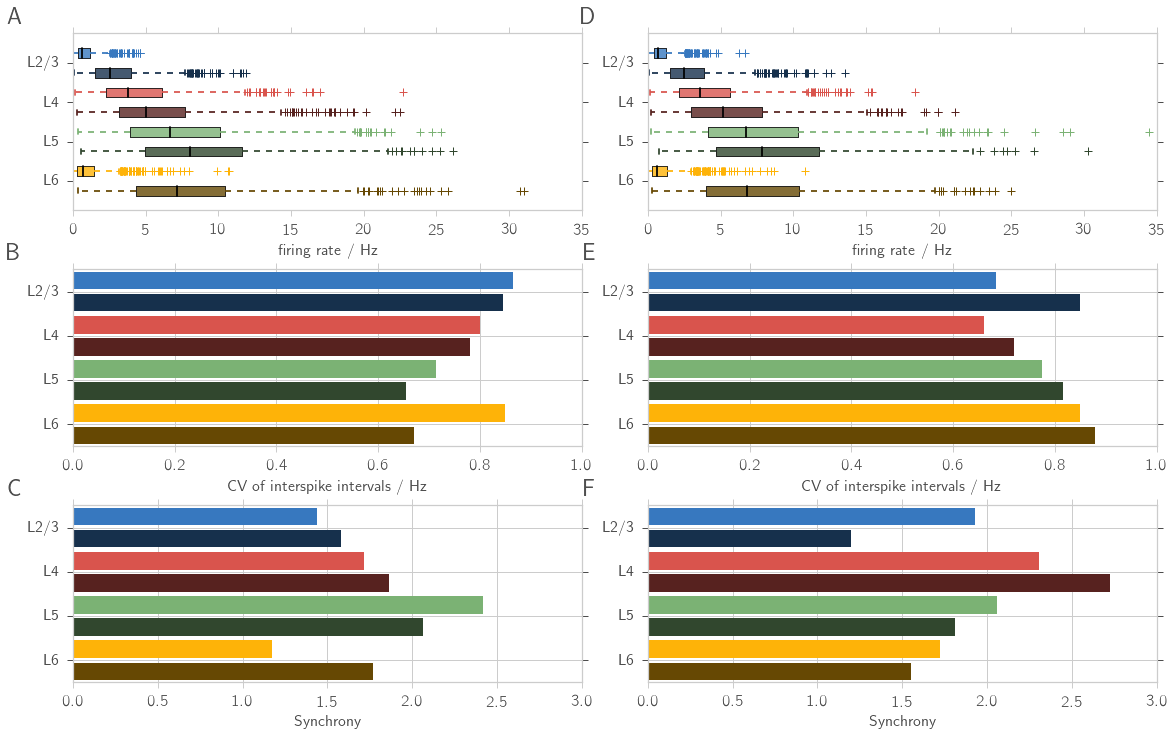 A
D
L2/3
L4
L5
L6
0 5 10 15 20 25 30 35
firing rate / Hz
L2/3
L4
L5
L6
0 5 10 15 20 25 30 35
firing rate / Hz
B
E
L2/3
L4
L5
L6
0.0 0.2 0.4 0.6 0.8 1.0
CV of interspike intervals / Hz
L2/3
L4
L5
L6
0.0 0.2 0.4 0.6 0.8 1.0
CV of interspike intervals / Hz
C
F
L2/3
L4
L5
L6
0.0 0.5 1.0 1.5 2.0 2.5 3.0
Synchrony
L2/3
L4
L5
L6
0.0 0.5 1.0 1.5 2.0 2.5 3.0
Synchrony